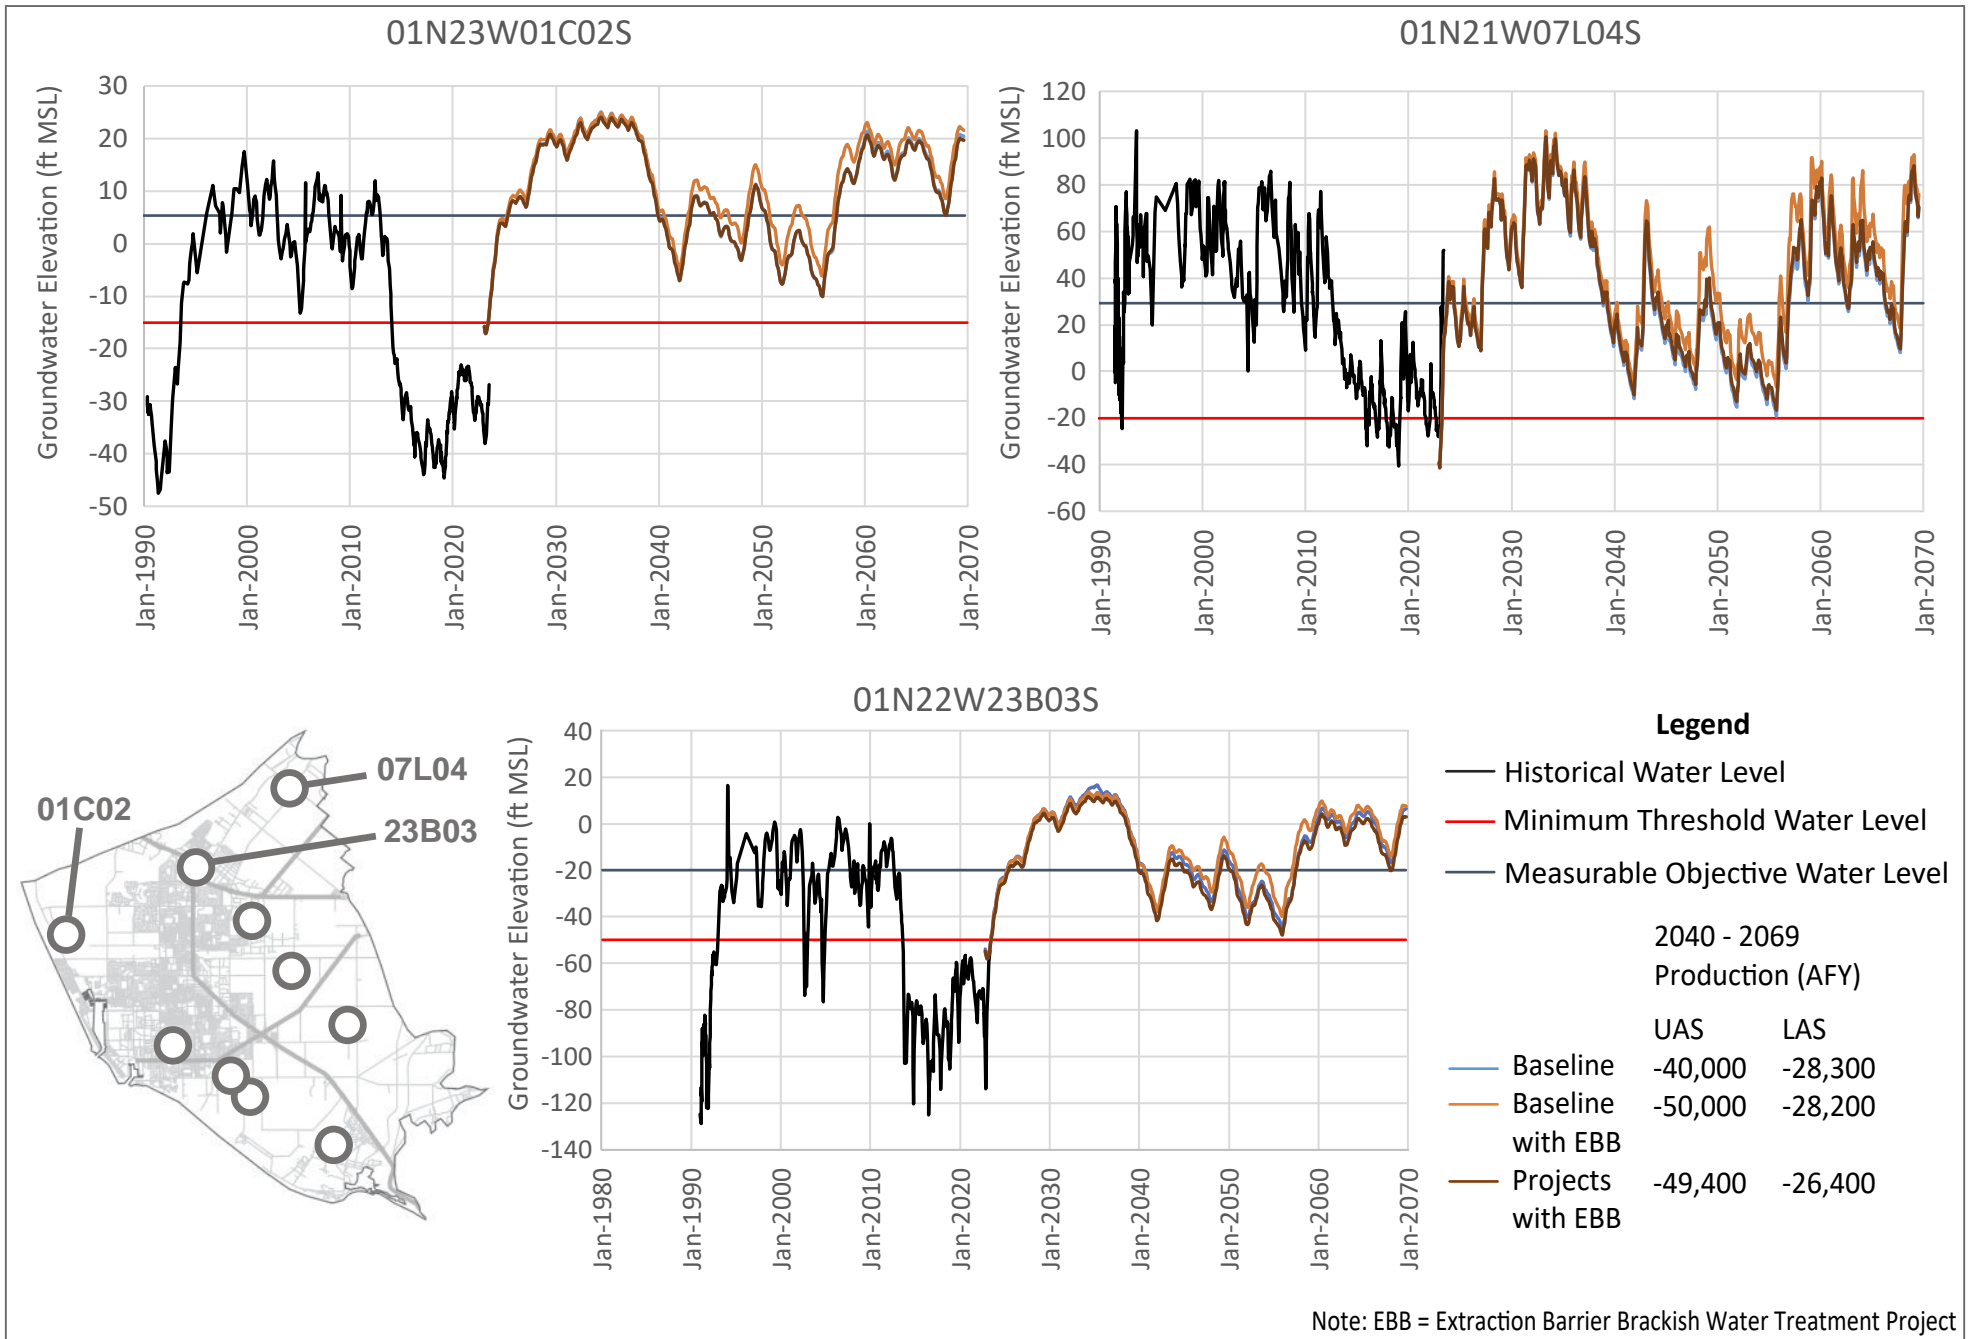 01N23W01C02S
Groundwater Elevation (ft MSL)
30
20
10
0
-10
-20
-30
-40
-50
Jan-1990
Jan-2000
Jan-2010
Jan-2020
Jan-2030
Jan-2040
Jan-2050
Jan-2060
Jan-2070
01N21W07L04S
Groundwater Elevation (ft MSL)
120
100
80
60
40
20
0
-20
-40
-60
Jan-1990
Jan-2000
Jan-2010
Jan-2020
Jan-2030
Jan-2040
Jan-2050
Jan-2060
Jan-2070
07L04
01C02
23B03
01N22W23B03S
Groundwater Elevation (ft MSL)
40
20
0
-20
-40
-60
-80
-100
-120
-140
Jan-1980
Jan-1990
Jan-2000
Jan-2010
Jan-2020
Jan-2030
Jan-2040
Jan-2050
Jan-2060
Jan-2070
Legend
Historical Water Level
Minimum Threshold Water Level
Measurable Objective Water Level
2040 - 2069
Production (AFY)
UAS LAS
Baseline -40,000 -28,300
Baseline -50,000 -28,200
with EBB
Projects -49,400 -26,400
with EBB
Note: EBB = Extraction Barrier Brackish Water Treatment Project